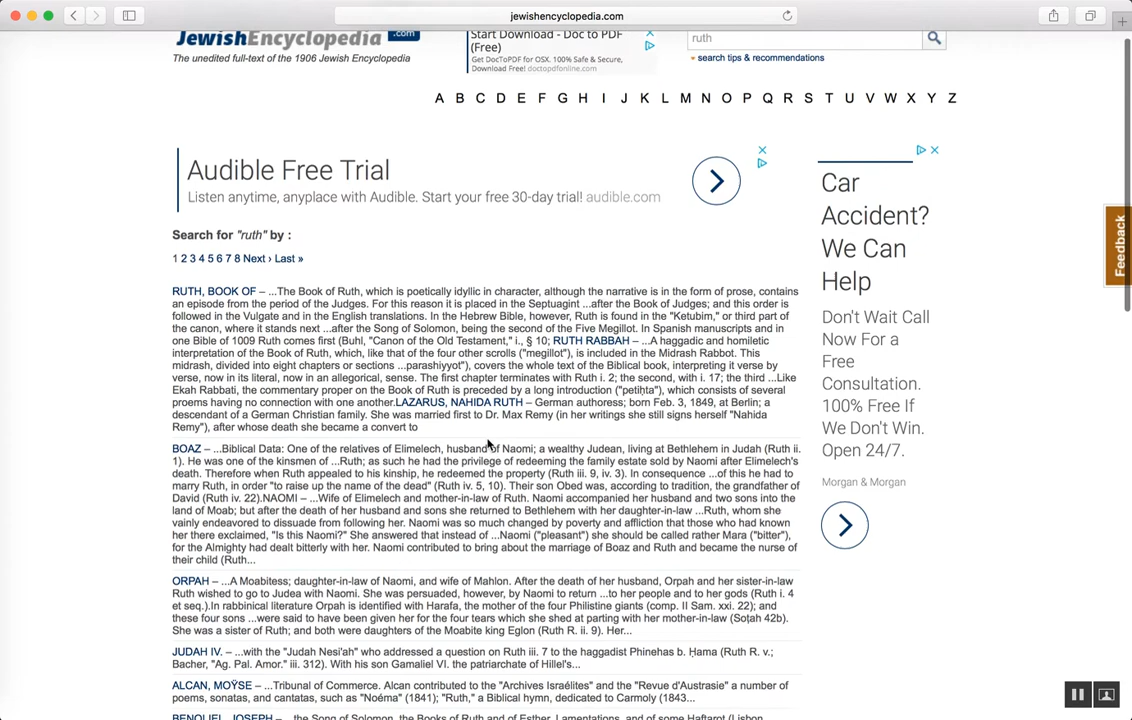 jewishencyclopedia.com
JewishEncyclopedia .com
The unedited full-text of the 1906 Jewish Encyclopedia
Start Download - Doc to PDF
(Free)
Get DocToPDF for OSX. 100% Safe & Secure,
Download Free! doctopdfonline.com
ruth
search tips & recommendations
A B C D E F G H I J K L M N O P Q R S T U V W X Y Z
Audible Free Trial
Listen anytime, anyplace with Audible. Start your free 30-day trial! audible.com
Search for "ruth" by :
1 2 3 4 5 6 7 8 Next › Last »
RUTH, BOOK OF – ...The Book of Ruth, which is poetically idyllic in character, although the narrative is in the form of prose, contains
an episode from the period of the Judges. For this reason it is placed in the Septuagint ...after the Book of Judges; and this order is
followed in the Vulgate and in the English translations. In the Hebrew Bible, however, Ruth is found in the "Ketubim," or third part of
the canon, where it stands next ...after the Song of Solomon, being the second of the Five Megillot. In Spanish manuscripts and in
one Bible of 1009 Ruth comes first (Buhl, "Canon of the Old Testament," i., § 10; RUTH RABBAH – ...A haggadic and homiletic
interpretation of the Book of Ruth, which, like that of the four other scrolls ("megillot"), is included in the Midrash Rabbot. This
midrash, divided into eight chapters or sections ...parashiyyot"), covers the whole text of the Biblical book, interpreting it verse by
verse, now in its literal, now in an allegorical, sense. The first chapter terminates with Ruth i. 2; the second, with i. 17; the third ...Like
Ekah Rabbati, the commentary proper on the Book of Ruth is preceded by a long introduction ("petiḥta"), which consists of several
proems having no connection with one another.LAZARUS, NAHIDA RUTH – German authoress; born Feb. 3, 1849, at Berlin; a
descendant of a German Christian family. She was married first to Dr. Max Remy (in her writings she still signs herself "Nahida
Remy"), after whose death she became a convert to
BOAZ – ...Biblical Data: One of the relatives of Elimelech, husband of Naomi; a wealthy Judean, living at Bethlehem in Judah (Ruth ii.
1). He was one of the kinsmen of ...Ruth; as such he had the privilege of redeeming the family estate sold by Naomi after Elimelech's
death. Therefore when Ruth appealed to his kinship, he redeemed the property (Ruth iii. 9, iv. 3). In consequence ...of this he had to
marry Ruth, in order "to raise up the name of the dead" (Ruth iv. 5, 10). Their son Obed was, according to tradition, the grandfather of
David (Ruth iv. 22).NAOMI – ...Wife of Elimelech and mother-in-law of Ruth. Naomi accompanied her husband and two sons into the
land of Moab; but after the death of her husband and sons she returned to Bethlehem with her daughter-in-law ...Ruth, whom she
vainly endeavored to dissuade from following her. Naomi was so much changed by poverty and affliction that those who had known
her there exclaimed, "Is this Naomi?" She answered that instead of ...Naomi ("pleasant") she should be called rather Mara ("bitter"),
for the Almighty had dealt bitterly with her. Naomi contributed to bring about the marriage of Boaz and Ruth and became the nurse of
their child (Ruth...
ORPAH – ...A Moabitess; daughter-in-law of Naomi, and wife of Mahlon. After the death of her husband, Orpah and her sister-in-law
Ruth wished to go to Judea with Naomi. She was persuaded, however, by Naomi to return ...to her people and to her gods (Ruth i. 4
et seq.).In rabbinical literature Orpah is identified with Harafa, the mother of the four Philistine giants (comp. II Sam. xxi. 22); and
these four sons ...were said to have been given her for the four tears which she shed at parting with her mother-in-law (Soṭah 42b).
She was a sister of Ruth; and both were daughters of the Moabite king Eglon (Ruth R. ii. 9). Her...
JUDAH IV. – ...with the "Judah Nesi'ah" who addressed a question on Ruth iii. 7 to the haggadist Phinehas b. Ḥama (Ruth R. v.;
Bacher, "Ag. Pal. Amor." iii. 312). With his son Gamaliel VI. the patriarchate of Hillel's...
ALCAN, MOŸSE – ...Tribunal of Commerce. Alcan contributed to the "Archives Israélites" and the "Revue d'Austrasie" a number of
poems, sonatas, and cantatas, such as "Noéma" (1841); "Ruth," a Biblical hymn, dedicated to Carmoly (1843...
BENOLIEL, JOSEPH – ...the Song of Solomon, the Books of Ruth and of Esther, Lamentations, and of some Haftarot (Lisbon
Car
Accident?
We Can
Help
Don't Wait Call
Now For a
Free
Consultation.
100% Free If
We Don't Win.
Open 24/7.
Morgan & Morgan
Feedback